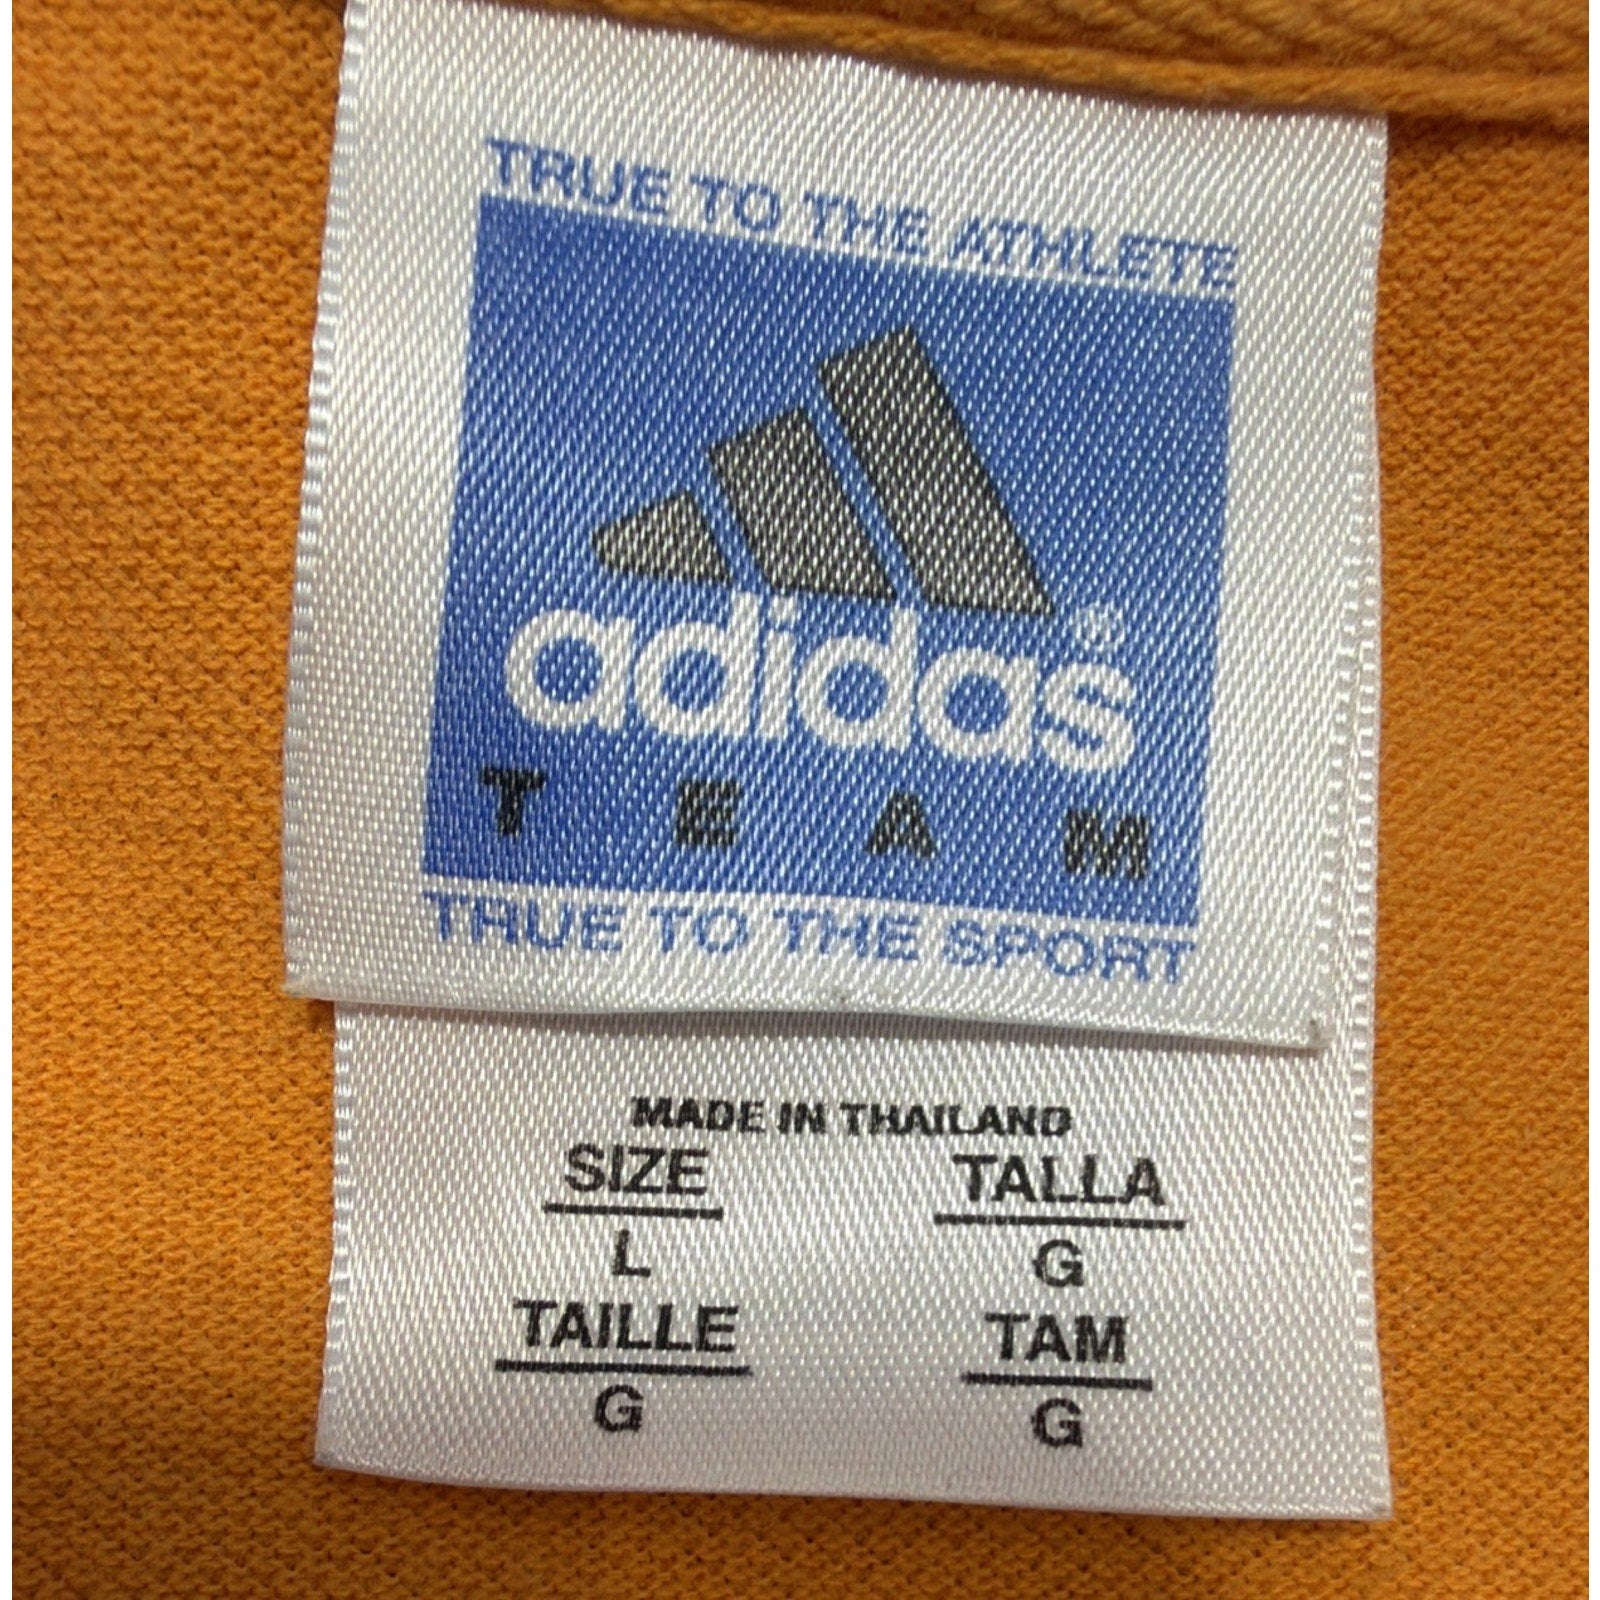 TRUE TO THE ATHLETE
adidas®
TEAM
TRUE TO THE SPORT
MADE IN THAILAND
SIZE TALLA
L G
TAILLE TAM
G G